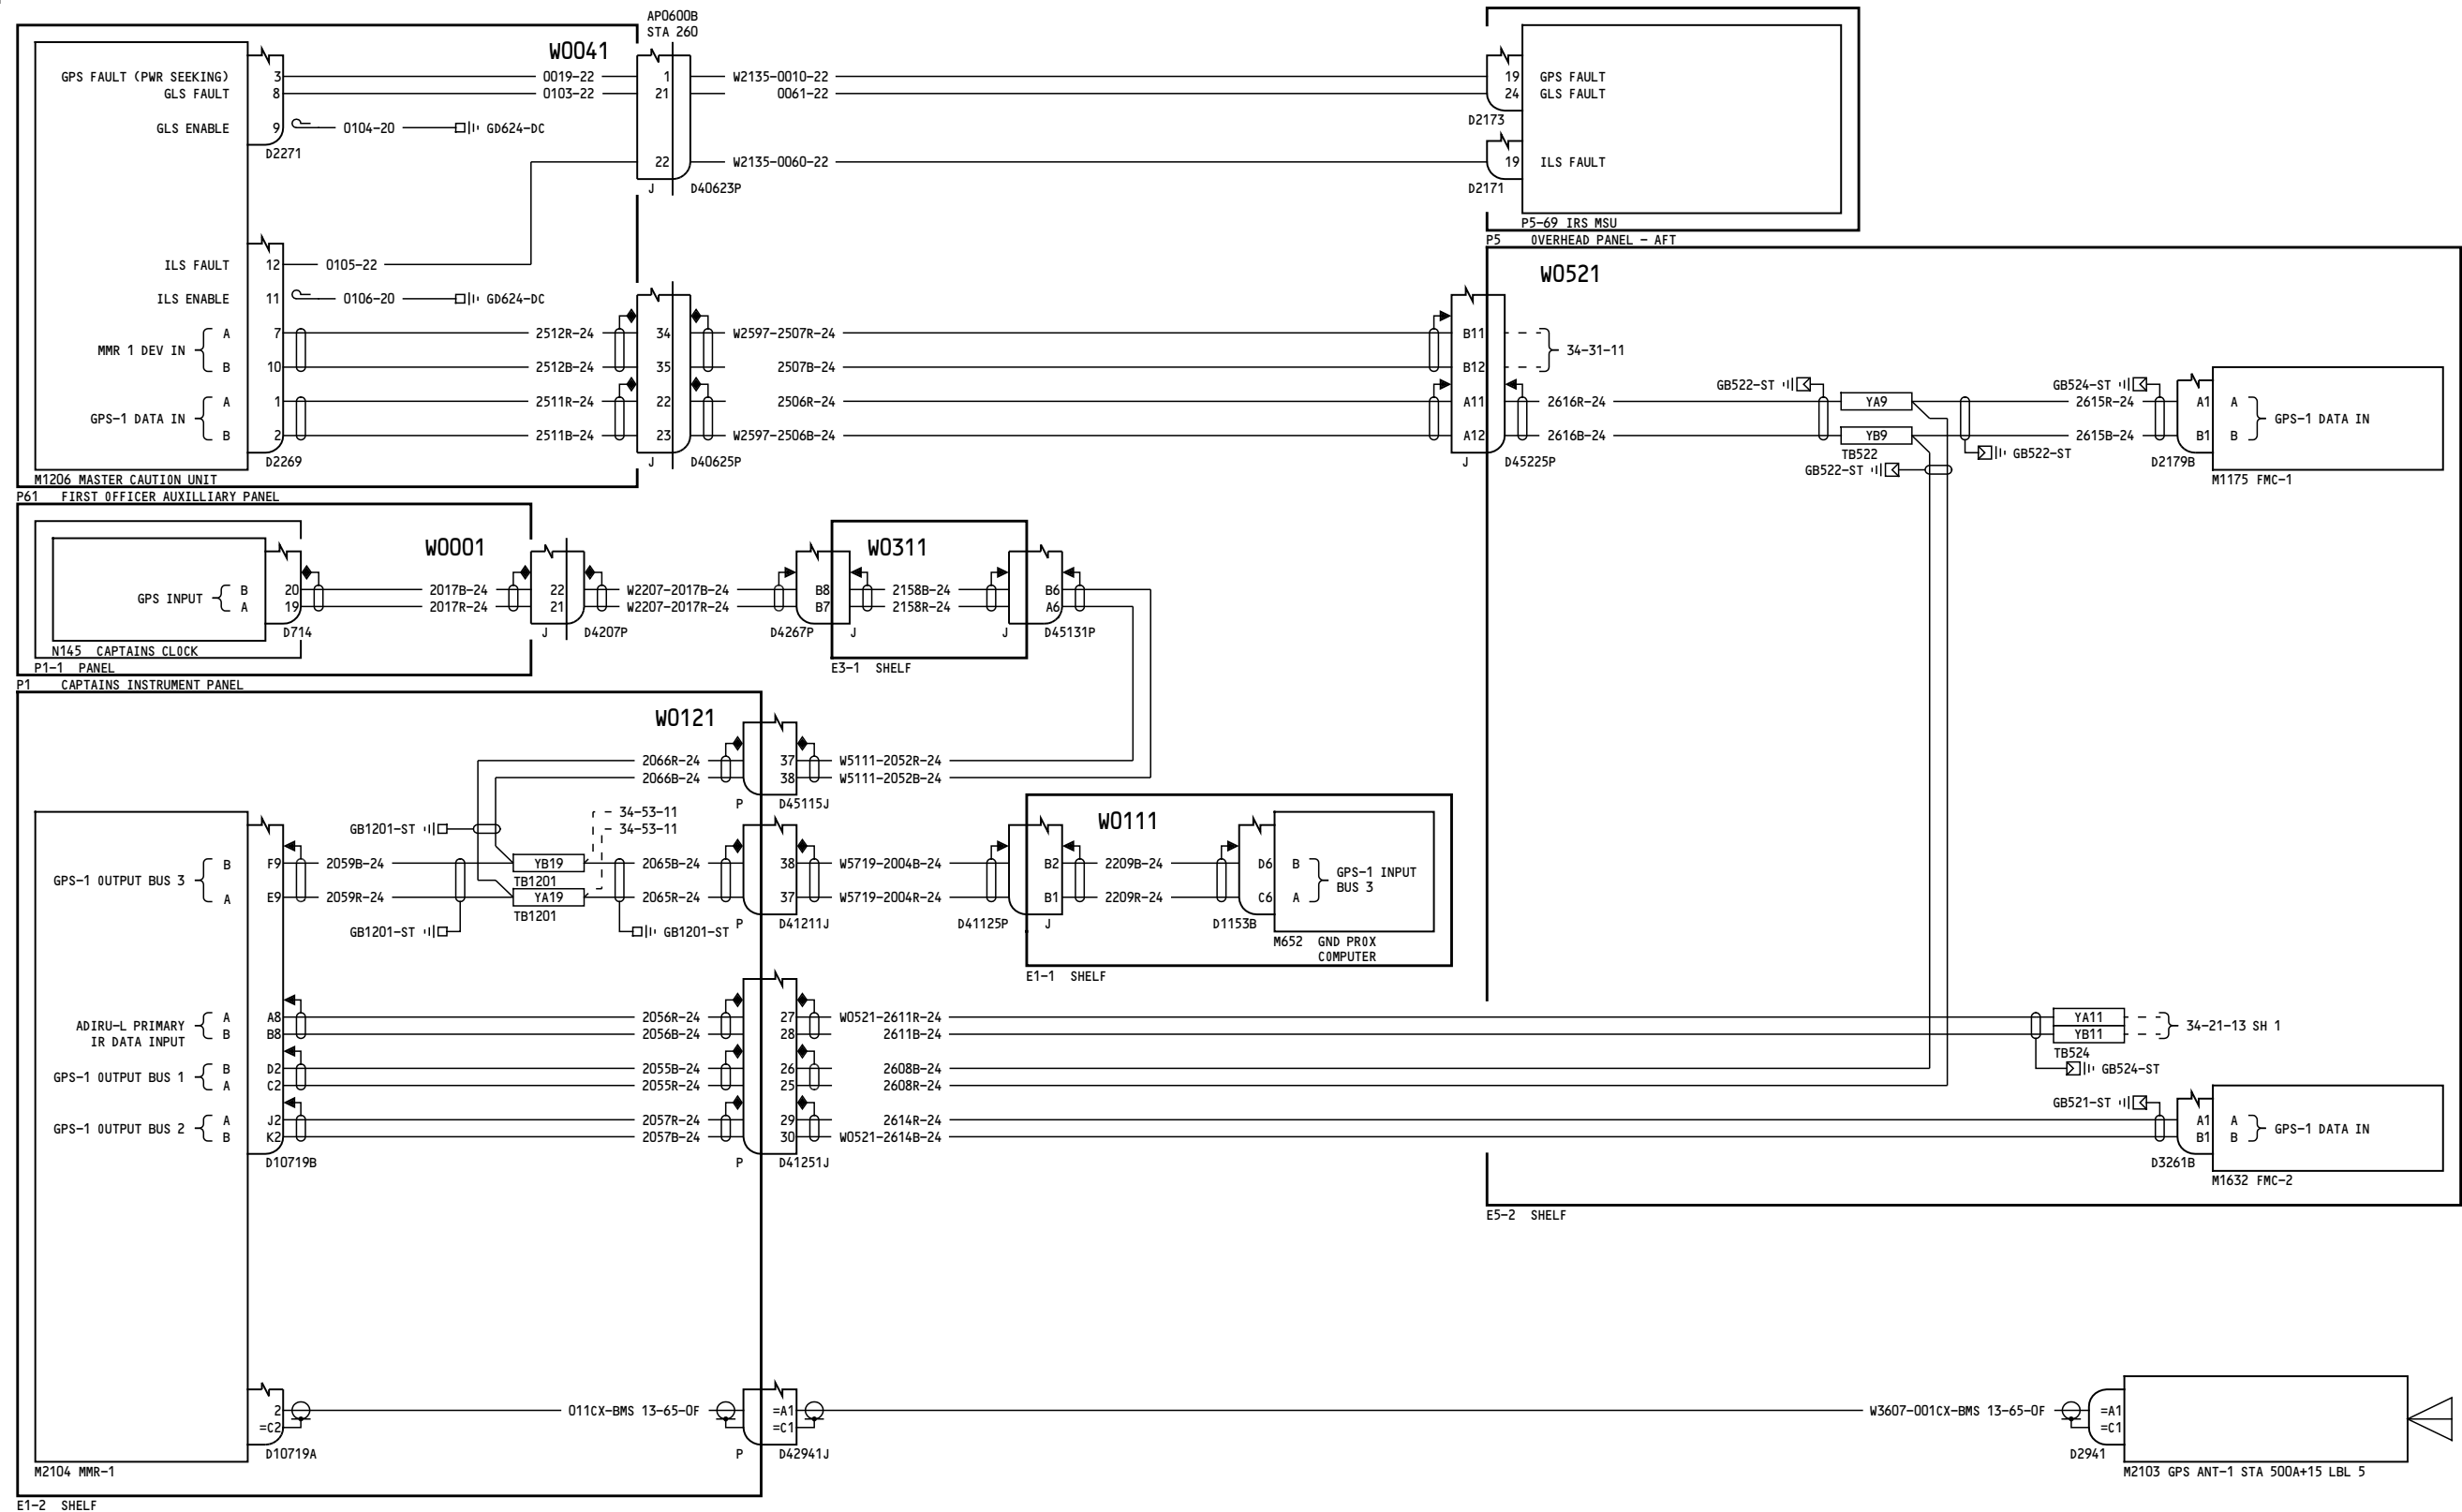 AP0600B
STA 260
W0041
GPS FAULT (PWR SEEKING) 3 0019-22 1 W2135-0010-22 19 GPS FAULT
GLS FAULT 8 0103-22 21 0061-22 24 GLS FAULT
D2173
GLS ENABLE 9 0104-20 GD624-DC
D2271
22 W2135-0060-22 19 ILS FAULT
J D40623P D2171
P5-69 IRS MSU
P5 OVERHEAD PANEL - AFT
ILS FAULT 12 0105-22
W0521
ILS ENABLE 11 0106-20 GD624-DC
A 7 2512R-24 34 W2597-2507R-24 B11
MMR 1 DEV IN 34-31-11
B 10 2512B-24 35 2507B-24 B12
GB522-ST GB524-ST
A 1 2511R-24 22 2506R-24 A11 2616R-24 YA9 2615R-24 A1 A
GPS-1 DATA IN GPS-1 DATA IN
B 2 2511B-24 23 W2597-2506B-24 A12 2616B-24 YB9 2615B-24 B1 B
TB522 GB522-ST
D2269 J D40625P J D45225P D2179B
GB522-ST
M1206 MASTER CAUTION UNIT M1175 FMC-1
P61 FIRST OFFICER AUXILLIARY PANEL
W0001 W0311
B 20 2017B-24 22 W2207-2017B-24 B8 2158B-24 B6
GPS INPUT
A 19 2017R-24 21 W2207-2017R-24 B7 2158R-24 A6
D714 J D4207P D4267P J J D45131P
N145 CAPTAINS CLOCK
P1-1 PANEL E3-1 SHELF
P1 CAPTAINS INSTRUMENT PANEL
W0121
2066R-24 37 W5111-2052R-24
2066B-24 38 W5111-2052B-24
P D45115J
34-53-11
W0111
GB1201-ST 34-53-11
B F9 2059B-24 YB19 2065B-24 38 W5719-2004B-24 B2 2209B-24 D6 B
GPS-1 OUTPUT BUS 3 TB1201 GPS-1 INPUT
BUS 3
A E9 2059R-24 YA19 2065R-24 37 W5719-2004R-24 B1 2209R-24 C6 A
TB1201
P D41211J D41125P J D1153B
GB1201-ST GB1201-ST
M652 GND PROX
COMPUTER
E1-1 SHELF
A A8 2056R-24 27 W0521-2611R-24 YA11
ADIRU-L PRIMARY 34-21-13 SH 1
B B8 2056B-24 28 2611B-24 YB11
IR DATA INPUT
TB524
B D2 2055B-24 26 2608B-24 GB524-ST
GPS-1 OUTPUT BUS 1
A C2 2055R-24 25 2608R-24
GB521-ST
A J2 2057R-24 29 2614R-24 A1 A
GPS-1 OUTPUT BUS 2 GPS-1 DATA IN
B K2 2057B-24 30 W0521-2614B-24 B1 B
D10719B P D41251J D3261B
M1632 FMC-2
E5-2 SHELF
2 011CX-BMS 13-65-0F =A1 W3607-001CX-BMS 13-65-0F =A1
=C2 =C1 =C1
D10719A P D42941J D2941
M2104 MMR-1 M2103 GPS ANT-1 STA 500A+15 LBL 5
E1-2 SHELF